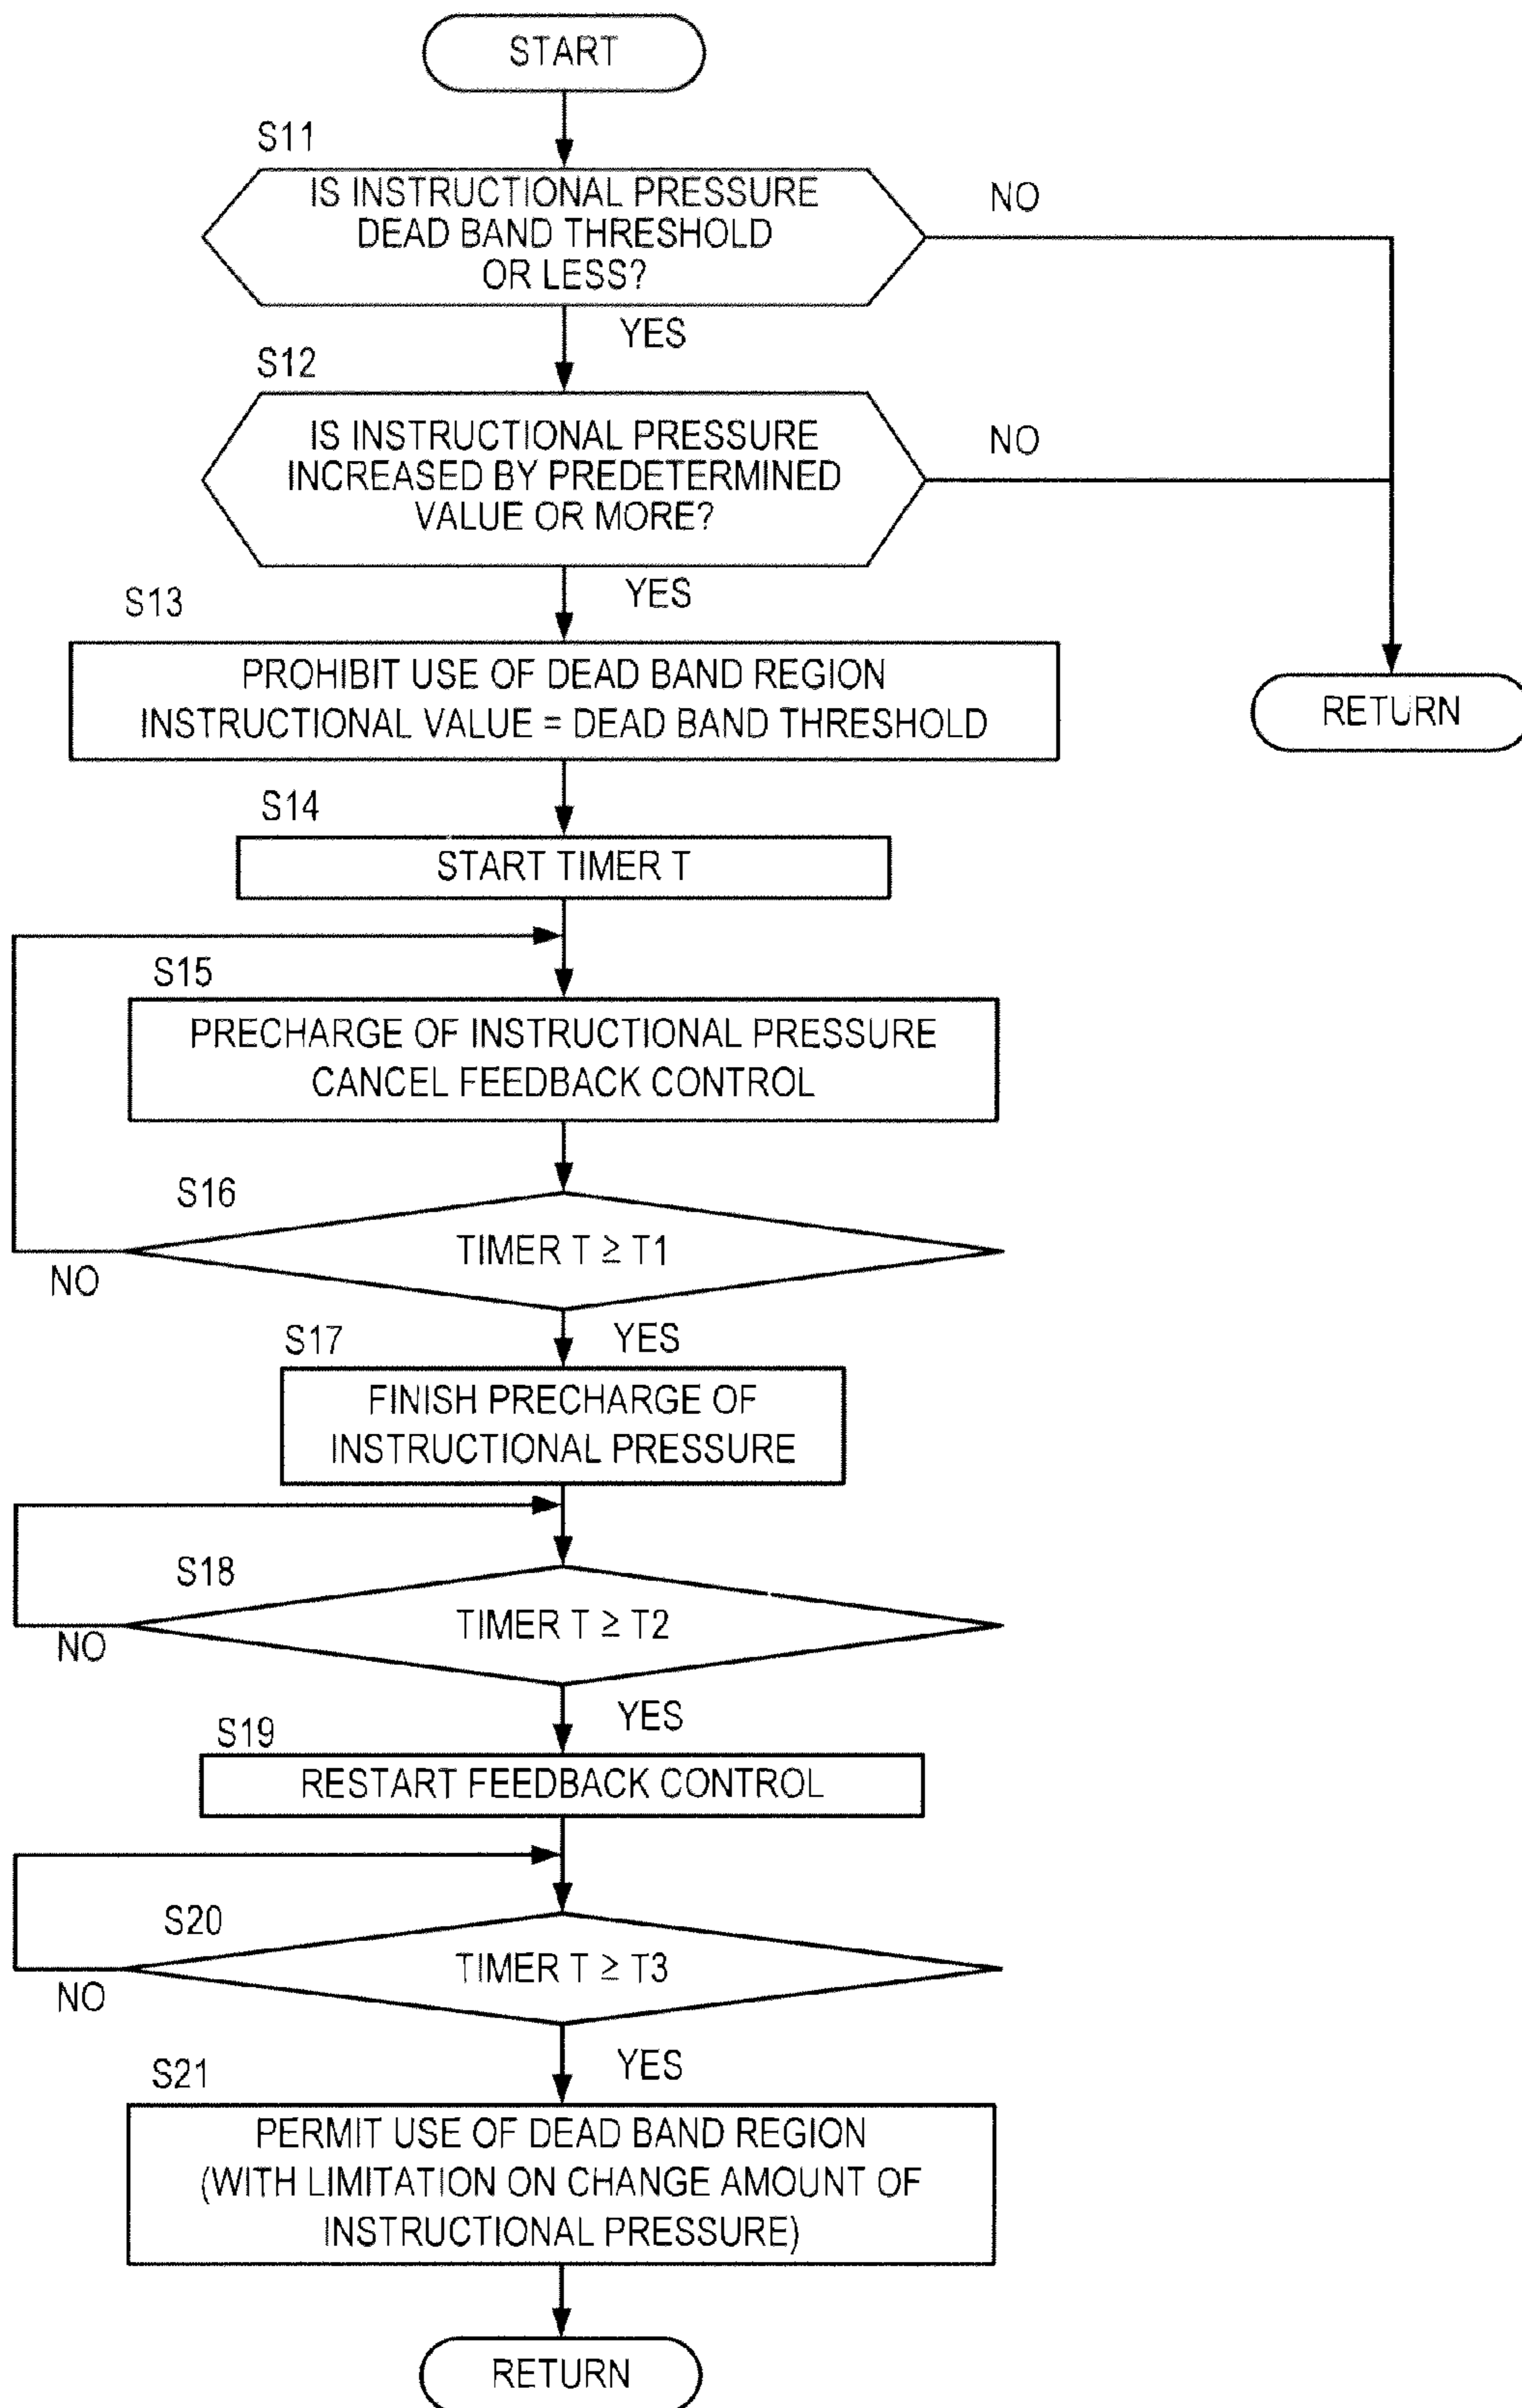 START
S11
IS INSTRUCTIONAL PRESSURE
DEAD BAND THRESHOLD
OR LESS?
NO
YES
S12
IS INSTRUCTIONAL PRESSURE
INCREASED BY PREDETERMINED
VALUE OR MORE?
NO
YES
S13
PROHIBIT USE OF DEAD BAND REGION
INSTRUCTIONAL VALUE = DEAD BAND THRESHOLD
RETURN
S14
START TIMER T
S15
PRECHARGE OF INSTRUCTIONAL PRESSURE
CANCEL FEEDBACK CONTROL
S16
TIMER T ≥ T1
NO
YES
S17
FINISH PRECHARGE OF
INSTRUCTIONAL PRESSURE
S18
TIMER T ≥ T2
NO
YES
S19
RESTART FEEDBACK CONTROL
S20
TIMER T ≥ T3
NO
YES
S21
PERMIT USE OF DEAD BAND REGION
(WITH LIMITATION ON CHANGE AMOUNT OF
INSTRUCTIONAL PRESSURE)
RETURN